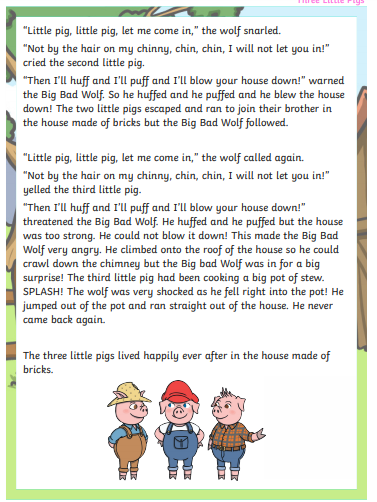 Three Little Pigs
“Little pig, little pig, let me come in,” the wolf snarled.
“Not by the hair on my chinny, chin, chin, I will not let you in!”
cried the second little pig.
“Then I’ll huff and I’ll puff and I’ll blow your house down!” warned
the Big Bad Wolf. So he huffed and he puffed and he blew the house
down! The two little pigs escaped and ran to join their brother in
the house made of bricks but the Big Bad Wolf followed.
“Little pig, little pig, let me come in,” the wolf called again.
“Not by the hair on my chinny, chin, chin, I will not let you in!”
yelled the third little pig.
“Then I’ll huff and I’ll puff and I’ll blow your house down!”
threatened the Big Bad Wolf. He huffed and he puffed but the house
was too strong. He could not blow it down! This made the Big Bad
Wolf very angry. He climbed onto the roof of the house so he could
crawl down the chimney but the Big bad Wolf was in for a big
surprise! The third little pig had been cooking a big pot of stew.
SPLASH! The wolf was very shocked as he fell right into the pot! He
jumped out of the pot and ran straight out of the house. He never
came back again.
The three little pigs lived happily ever after in the house made of
bricks.